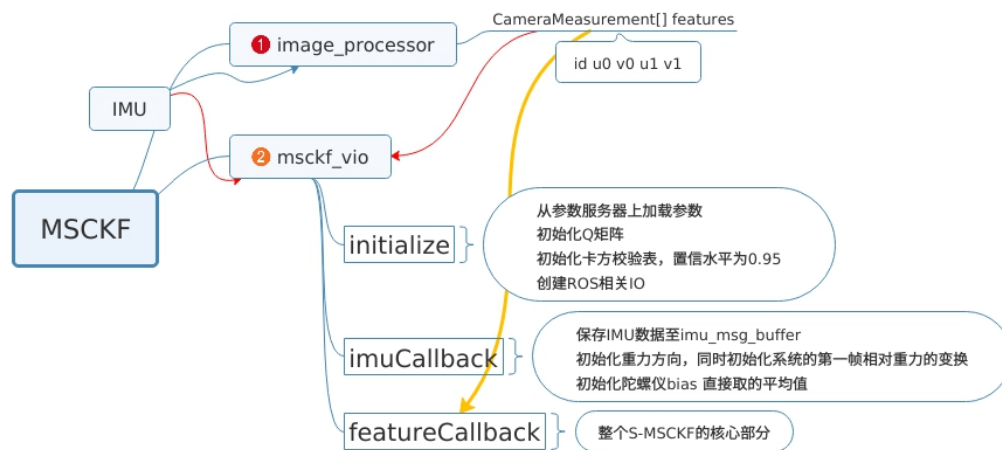 CameraMeasurement[] features
1 image_processor
id u0 v0 u1 v1
IMU
2 msckf_vio
MSCKF
initialize
从参数服务器上加载参数
初始化Q矩阵
初始化卡方校验表，置信水平为0.95
创建ROS相关IO
imuCallback
保存IMU数据至imu_msg_buffer
初始化重力方向，同时初始化系统的第一帧相对重力的变换
初始化陀螺仪bias 直接取的平均值
featureCallback
整个S-MSCKF的核心部分